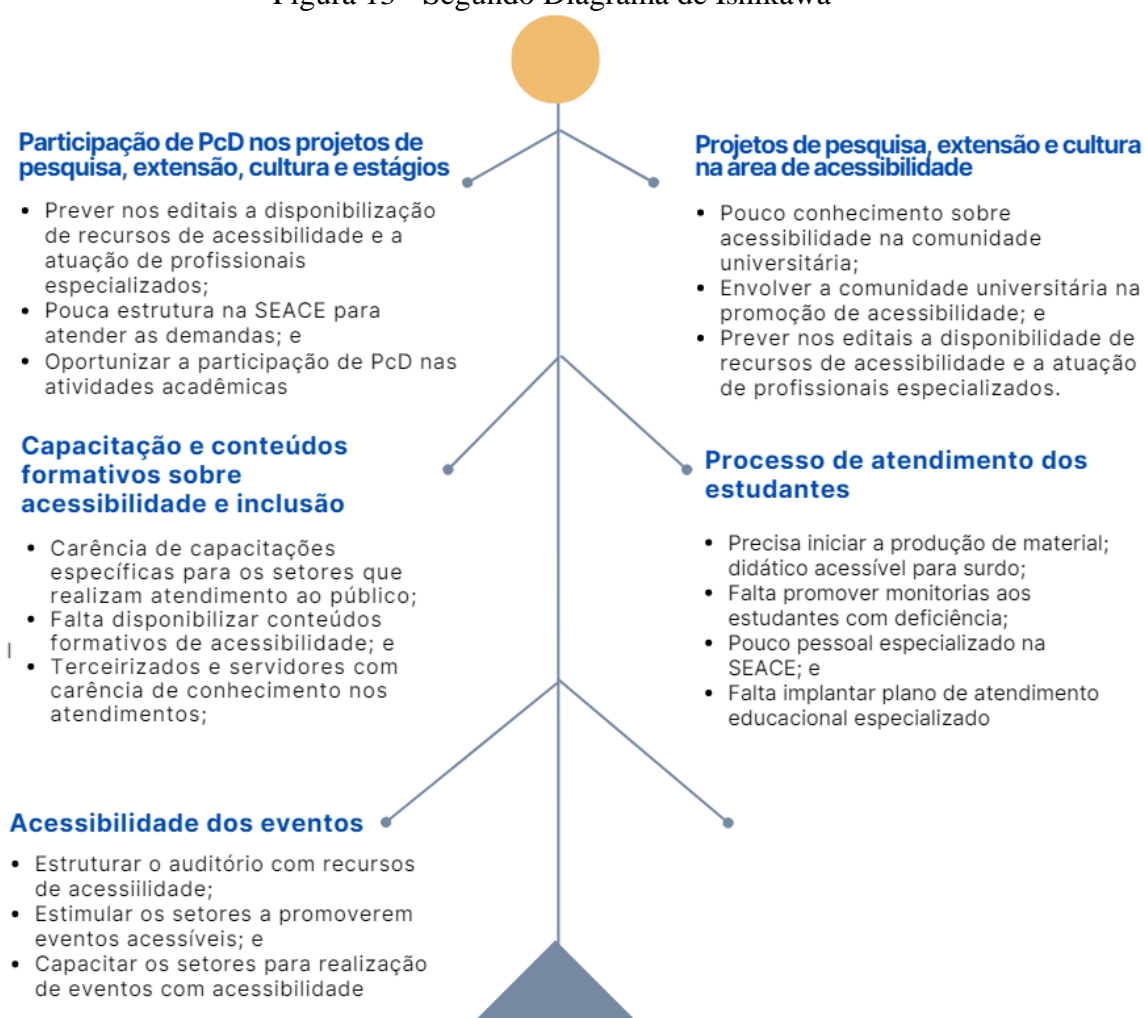 Figura 13 - Segundo Diagrama de Ishikawa
Participação de PcD nos projetos de
pesquisa, extensão, cultura e estágios
• Prever nos editais a disponibilização
de recursos de acessibilidade e a
atuação de profissionais
especializados;
• Pouca estrutura na SEACE para
atender as demandas; e
• Oportunizar a participação de PcD nas
atividades acadêmicas
Projetos de pesquisa, extensão e cultura
na área de acessibilidade
• Pouco conhecimento sobre
acessibilidade na comunidade
universitária;
• Envolver a comunidade universitária na
promoção de acessibilidade; e
• Prever nos editais a disponibilidade de
recursos de acessibilidade e a atuação
de profissionais especializados.
Capacitação e conteúdos
formativos sobre
acessibilidade e inclusão
• Carência de capacitações
específicas para os setores que
realizam atendimento ao público;
• Falta disponibilizar conteúdos
formativos de acessibilidade; e
• Terceirizados e servidores com
carência de conhecimento nos
atendimentos;
Processo de atendimento dos
estudantes
• Precisa iniciar a produção de material;
didático acessível para surdo;
• Falta promover monitorias aos
estudantes com deficiência;
• Pouco pessoal especializado na
SEACE; e
• Falta implantar plano de atendimento
educacional especializado
Acessibilidade dos eventos
• Estruturar o auditório com recursos
de acessiilidade;
• Estimular os setores a promoverem
eventos acessíveis; e
• Capacitar os setores para realização
de eventos com acessibilidade